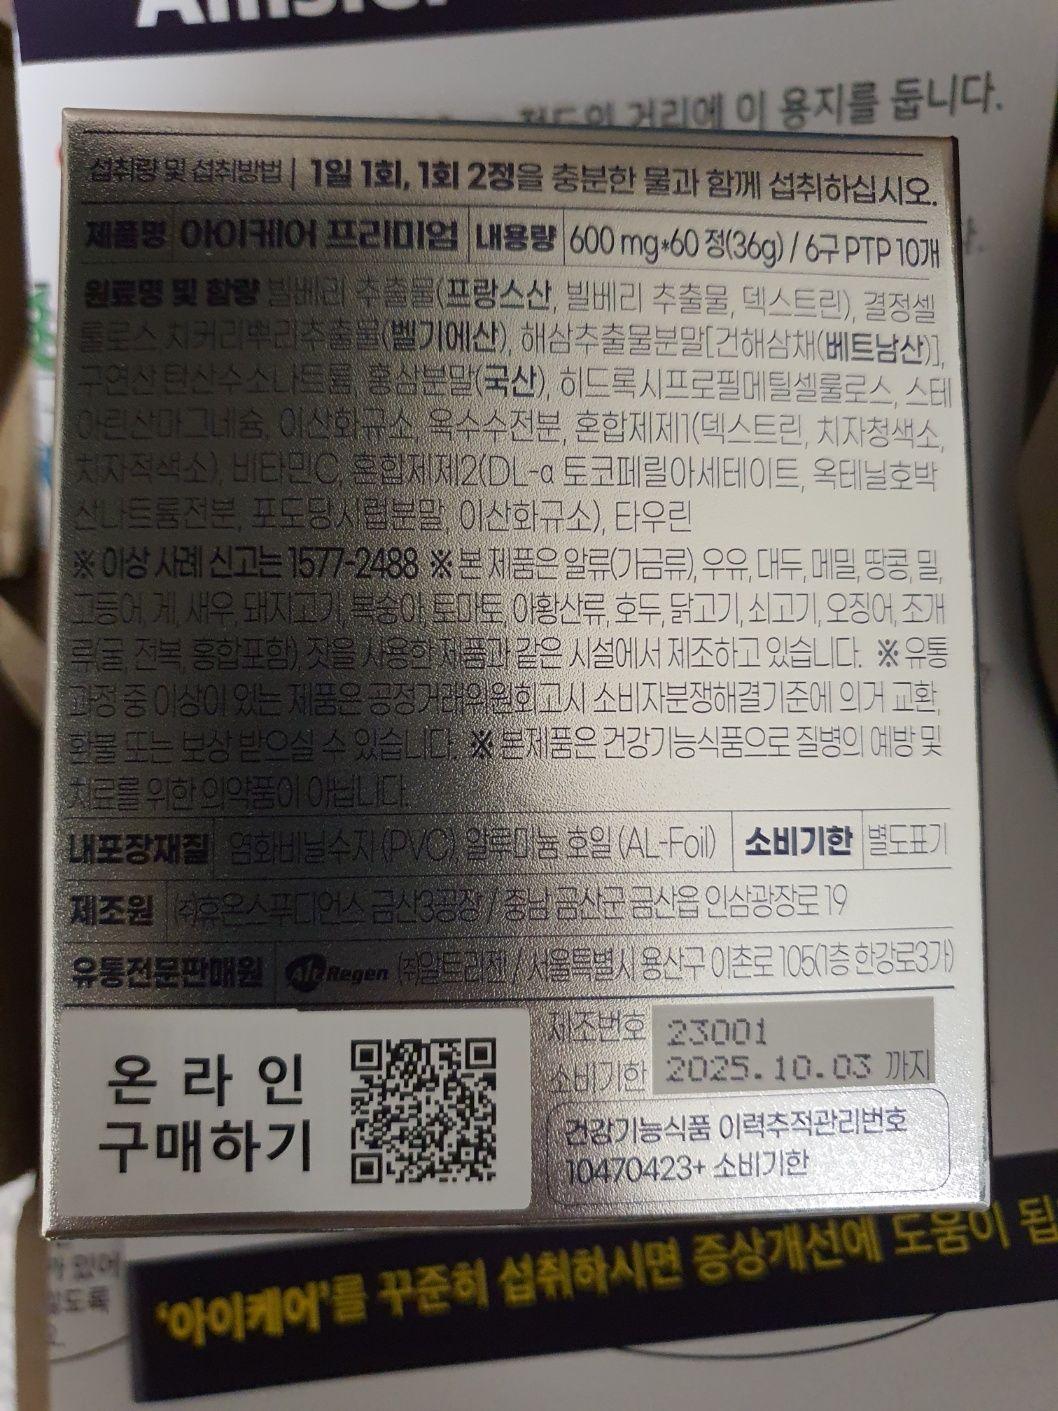 Amsler
정도의 거리에 이 용지를 둡니다.
섭취량 및 섭취방법 | 1일 1회, 1회 2정을 충분한 물과 함께 섭취하십시오.
제품명 아이케어 프리미엄 내용량 600 mg*60 정(36g) / 6구 PTP 10개
원료명 및 함량 빌베리 추출물(프랑스산, 빌베리 추출물, 덱스트린), 결정셀
룰로스, 치커리뿌리추출물(벨기에산), 해삼추출물분말[건해삼채(베트남산)],
구연산, 탄산수소나트륨, 홍삼분말(국산), 히드록시프로필메틸셀룰로스, 스테
아린산마그네슘, 이산화규소, 옥수수전분, 혼합제제1(덱스트린, 치자청색소,
치자적색소), 비타민C, 혼합제제2(DL-α 토코페릴아세테이트, 옥테닐호박
산나트륨전분, 포도당시럽분말, 이산화규소), 타우린
※ 이상 사례 신고는 1577-2488 ※ 본 제품은 알류(가금류), 우유, 대두, 메밀, 땅콩, 밀,
고등어, 게, 새우, 돼지고기, 복숭아, 토마토, 아황산류, 호두, 닭고기, 쇠고기, 오징어, 조개
류(굴, 전복, 홍합포함), 잣을 사용한 제품과 같은 시설에서 제조하고 있습니다. ※ 유통
과정 중 이상이 있는 제품은 공정거래위원회고시 소비자분쟁해결기준에 의거 교환,
환불 또는 보상 받으실 수 있습니다. ※ 본제품은 건강기능식품으로 질병의 예방 및
치료를 위한 의약품이 아닙니다.
내포장재질 염화비닐수지(PVC), 알루미늄 호일 (AL-Foil) 소비기한 별도표기
제조원 (주)휴온스푸디언스 금산3공장 / 충남 금산군 금산읍 인삼광장로 19
유통전문판매원 Regen (주)알트리젠 / 서울특별시 용산구 이촌로 105(1층 한강로3가)
제조번호 23001
소비기한 2025.10.03 까지
온라인
구매하기
건강기능식품 이력추적관리번호
10470423+ 소비기한
'아이케어'를 꾸준히 섭취하시면 증상개선에 도움이 됩